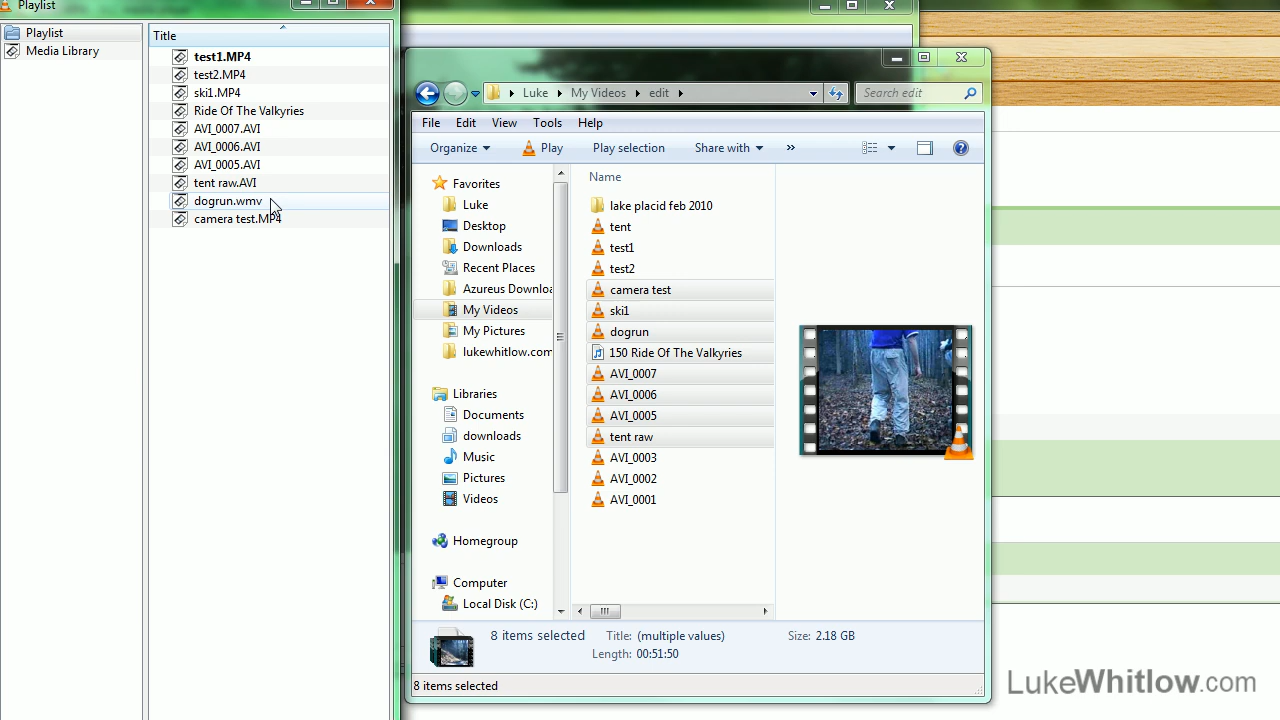 Playlist
Playlist
Media Library
Title
test1.MP4
test2.MP4
ski1.MP4
Ride Of The Valkyries
AVI_0007.AVI
AVI_0006.AVI
AVI_0005.AVI
tent raw.AVI
dogrun.wmv
camera test.MP4
Luke
My Videos
edit
Search edit
File Edit View Tools Help
Organize Play Play selection Share with »
Favorites
Luke
Desktop
Downloads
Recent Places
Azureus Downlo
My Videos
My Pictures
lukewhitlow.com
Libraries
Documents
downloads
Music
Pictures
Videos
Homegroup
Computer
Local Disk (C:)
Name
lake placid feb 2010
tent
test1
test2
camera test
ski1
dogrun
150 Ride Of The Valkyries
AVI_0007
AVI_0006
AVI_0005
tent raw
AVI_0003
AVI_0002
AVI_0001
8 items selected Title: (multiple values) Size: 2.18 GB
Length: 00:51:50
8 items selected
LukeWhitlow.com